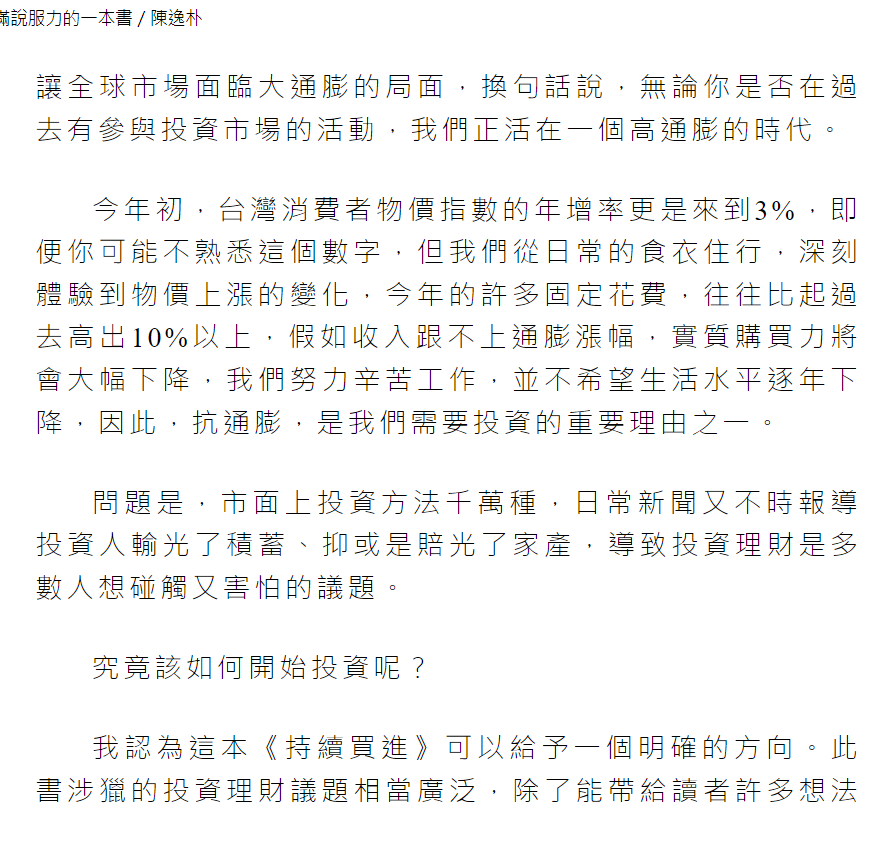 滿說服力的一本書 / 陳逸朴
讓全球市場面臨大通膨的局面，換句話說，無論你是否在過
去有參與投資市場的活動，我們正活在一個高通膨的時代。
今年初，台灣消費者物價指數的年增率更是來到3%，即
便你可能不熟悉這個數字，但我們從日常的食衣住行，深刻
體驗到物價上漲的變化，今年的許多固定花費，往往比起過
去高出10%以上，假如收入跟不上通膨漲幅，實質購買力將
會大幅下降，我們努力辛苦工作，並不希望生活水平逐年下
降，因此，抗通膨，是我們需要投資的重要理由之一。
問題是，市面上投資方法千萬種，日常新聞又不時報導
投資人輸光了積蓄、抑或是賠光了家產，導致投資理財是多
數人想碰觸又害怕的議題。
究竟該如何開始投資呢？
我認為這本《持續買進》可以給予一個明確的方向。此
書涉獵的投資理財議題相當廣泛，除了能帶給讀者許多想法